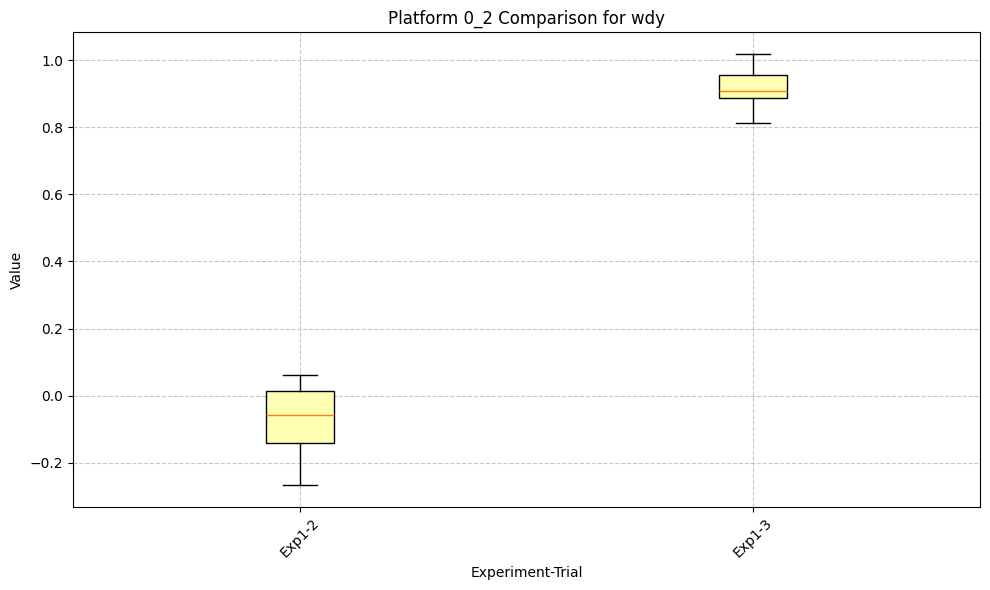 Platform 0_2 Comparison for wdy
1.0
0.8
0.6
0.4
0.2
0.0
−0.2
Value
Exp1-2
Exp1-3
Experiment-Trial